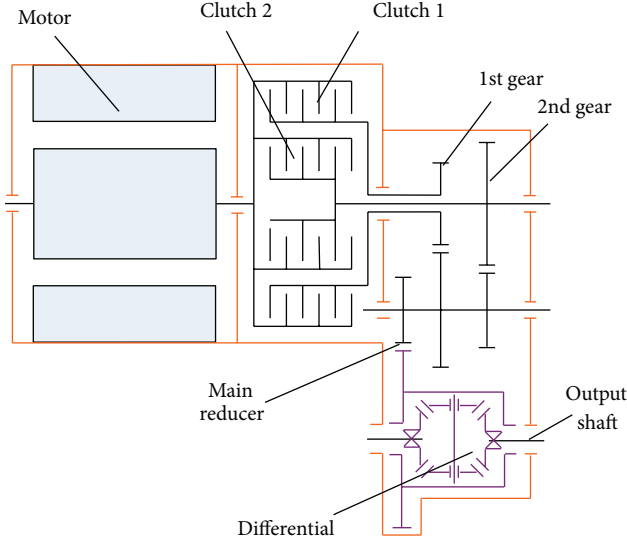 Motor
Clutch 2
Clutch 1
1st gear
2nd gear
Main
reducer
Output
shaft
Differential